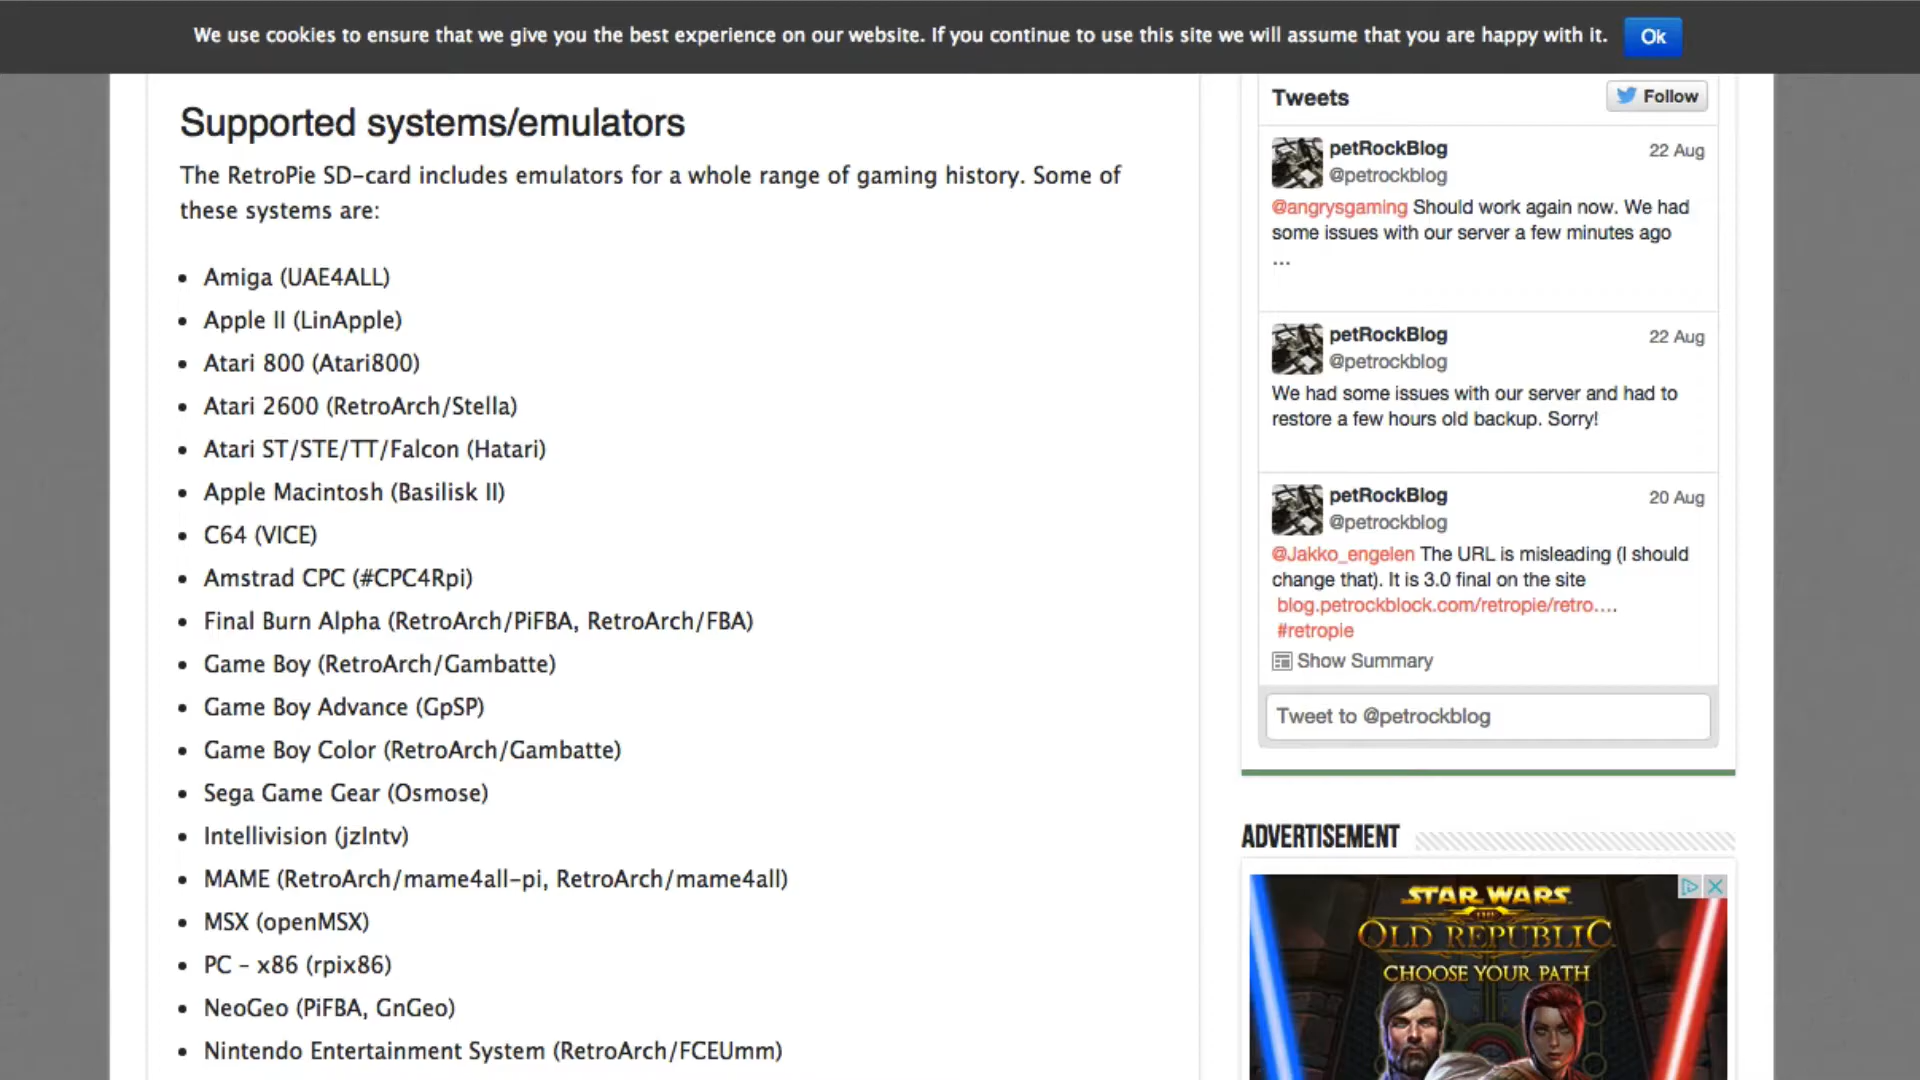 We use cookies to ensure that we give you the best experience on our website. If you continue to use this site we will assume that you are happy with it.
Ok
Supported systems/emulators
The RetroPie SD-card includes emulators for a whole range of gaming history. Some of
these systems are:
• Amiga (UAE4ALL)
• Apple II (LinApple)
• Atari 800 (Atari800)
• Atari 2600 (RetroArch/Stella)
• Atari ST/STE/TT/Falcon (Hatari)
• Apple Macintosh (Basilisk II)
• C64 (VICE)
• Amstrad CPC (#CPC4Rpi)
• Final Burn Alpha (RetroArch/PiFBA, RetroArch/FBA)
• Game Boy (RetroArch/Gambatte)
• Game Boy Advance (GpSP)
• Game Boy Color (RetroArch/Gambatte)
• Sega Game Gear (Osmose)
• Intellivision (jzIntv)
• MAME (RetroArch/mame4all-pi, RetroArch/mame4all)
• MSX (openMSX)
• PC - x86 (rpix86)
• NeoGeo (PiFBA, GnGeo)
• Nintendo Entertainment System (RetroArch/FCEUmm)
Tweets
Follow
petRockBlog
22 Aug
@petrockblog
@angrysgaming Should work again now. We had
some issues with our server a few minutes ago
...
petRockBlog
22 Aug
@petrockblog
We had some issues with our server and had to
restore a few hours old backup. Sorry!
petRockBlog
20 Aug
@petrockblog
@Jakko_engelen The URL is misleading (I should
change that). It is 3.0 final on the site
blog.petrockblock.com/retropie/retro….
#retropie
Show Summary
Tweet to @petrockblog
ADVERTISEMENT
STAR WARS
THE
OLD REPUBLIC
CHOOSE YOUR PATH